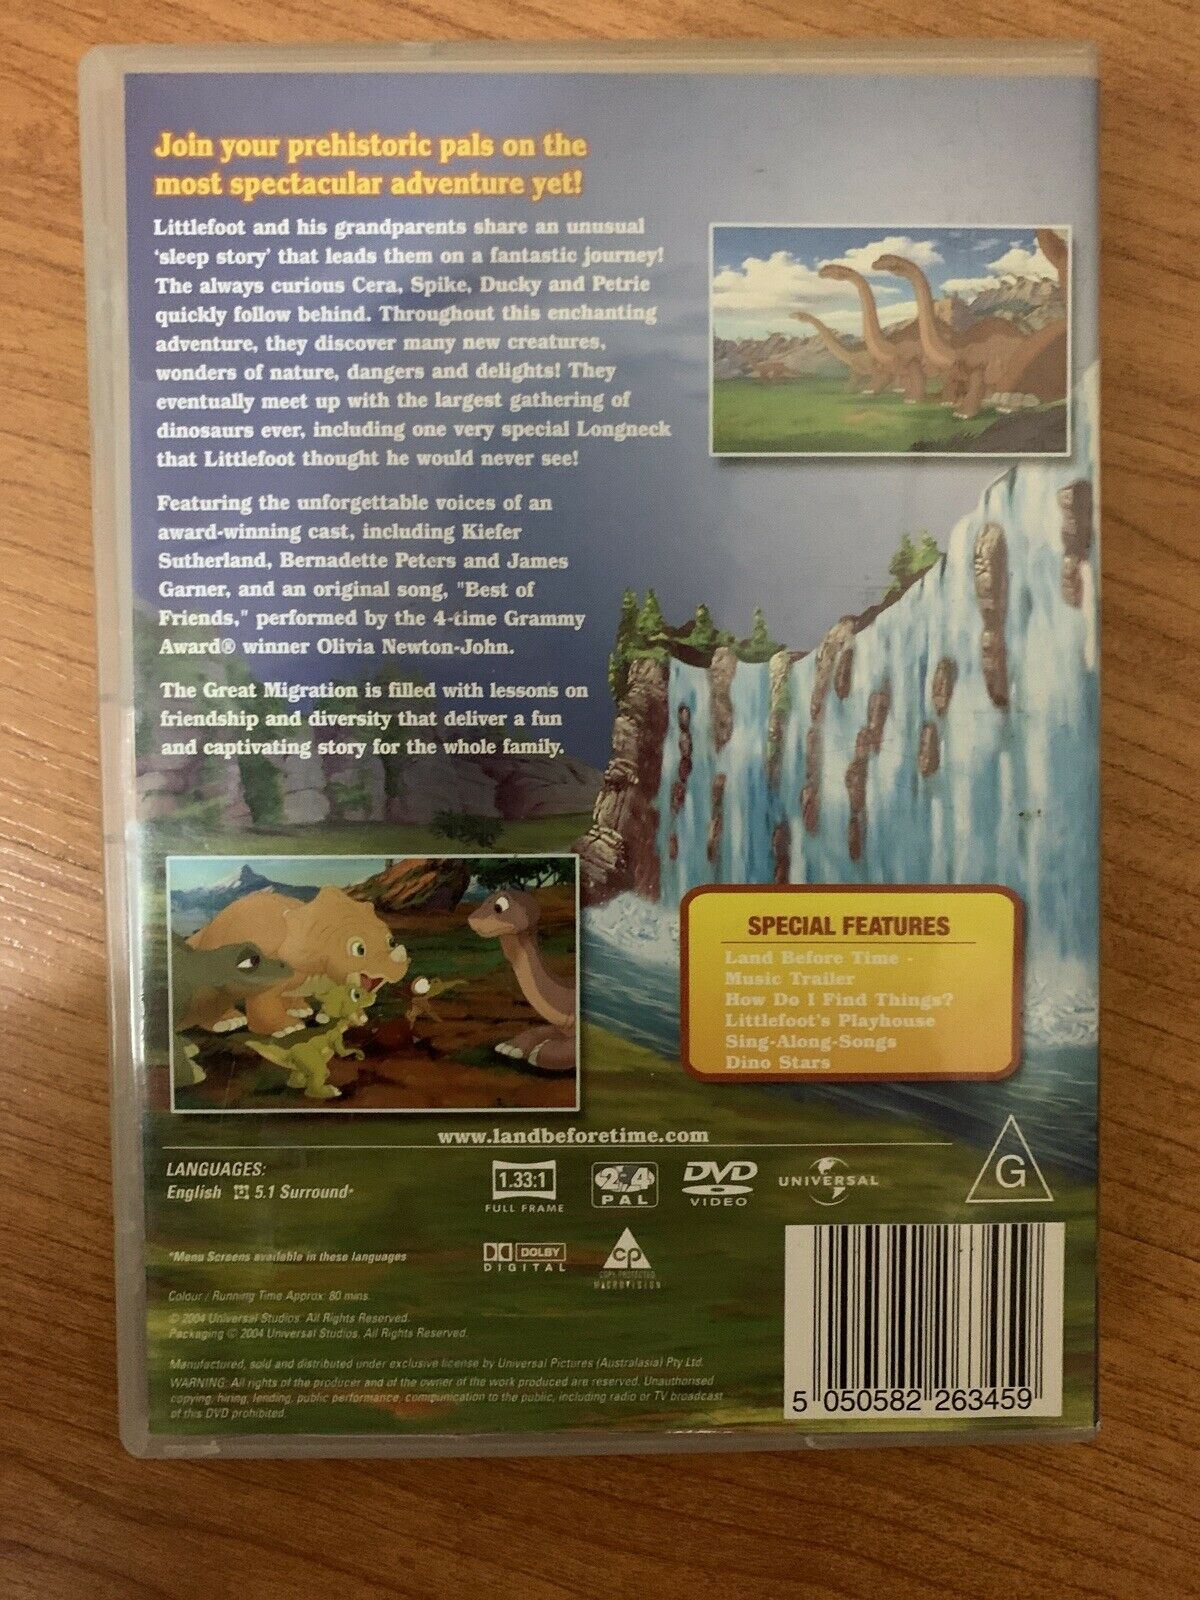 Join your prehistoric pals on the
most spectacular adventure yet!
Littlefoot and his grandparents share an unusual
'sleep story' that leads them on a fantastic journey!
The always curious Cera, Spike, Ducky and Petrie
quickly follow behind. Throughout this enchanting
adventure, they discover many new creatures,
wonders of nature, dangers and delights! They
eventually meet up with the largest gathering of
dinosaurs ever, including one very special Longneck
that Littlefoot thought he would never see!
Featuring the unforgettable voices of an
award-winning cast, including Kiefer
Sutherland, Bernadette Peters and James
Garner, and an original song, "Best of
Friends," performed by the 4-time Grammy
Award® winner Olivia Newton-John.
The Great Migration is filled with lessons on
friendship and diversity that deliver a fun
and captivating story for the whole family.
SPECIAL FEATURES
Land Before Time -
Music Trailer
How Do I Find Things?
Littlefoot's Playhouse
Sing-Along-Songs
Dino Stars
www.landbeforetime.com
LANGUAGES:
English 5.1 Surround*
1.33:1
FULL FRAME
2 4
PAL
DVD
VIDEO
UNIVERSAL
G
*Menu Screens available in these languages
DOLBY
DIGITAL
CP
COPY PROTECTED
MACROVISION
Colour / Running Time Approx: 80 mins.
© 2004 Universal Studios. All Rights Reserved.
Packaging © 2004 Universal Studios. All Rights Reserved.
Manufactured, sold and distributed under exclusive license by Universal Pictures (Australasia) Pty Ltd.
WARNING: All rights of the producer and of the owner of the work produced are reserved. Unauthorised
copying, hiring, lending, public performance, communication to the public, including radio or TV broadcast
of this DVD prohibited.
5 050582 263459